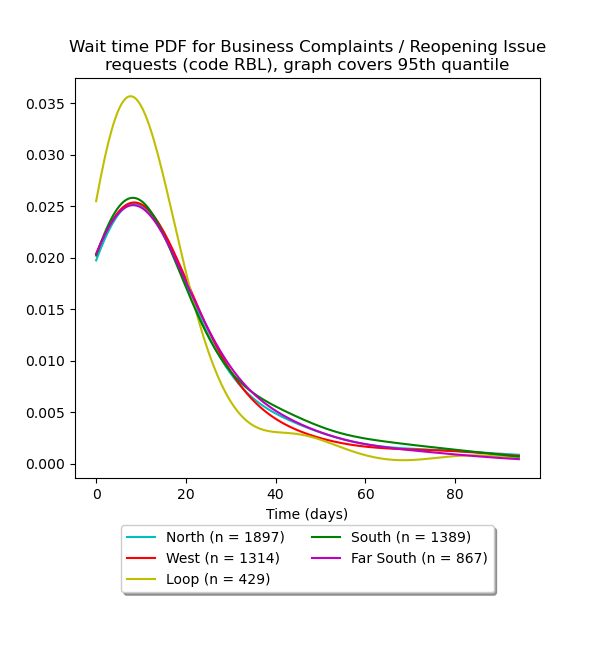 Wait time PDF for Business Complaints / Reopening Issue
requests (code RBL), graph covers 95th quantile
0.035
0.030
0.025
0.020
0.015
0.010
0.005
0.000
0 20 40 60 80
Time (days)
North (n = 1897) South (n = 1389)
West (n = 1314) Far South (n = 867)
Loop (n = 429)